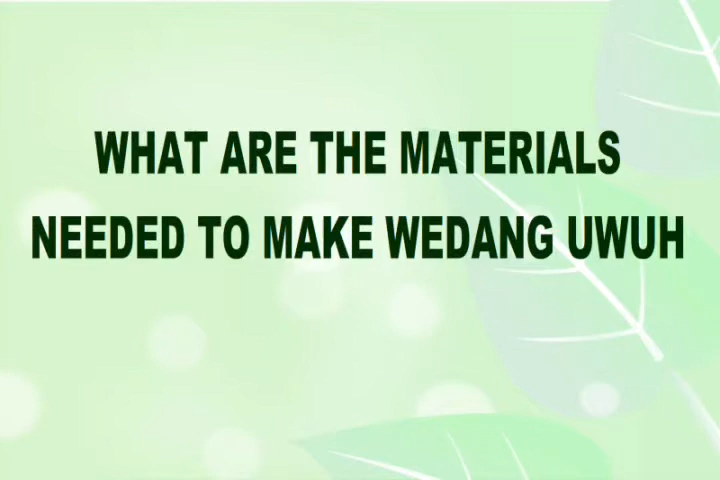 WHAT ARE THE MATERIALS
NEEDED TO MAKE WEDANG UWUH